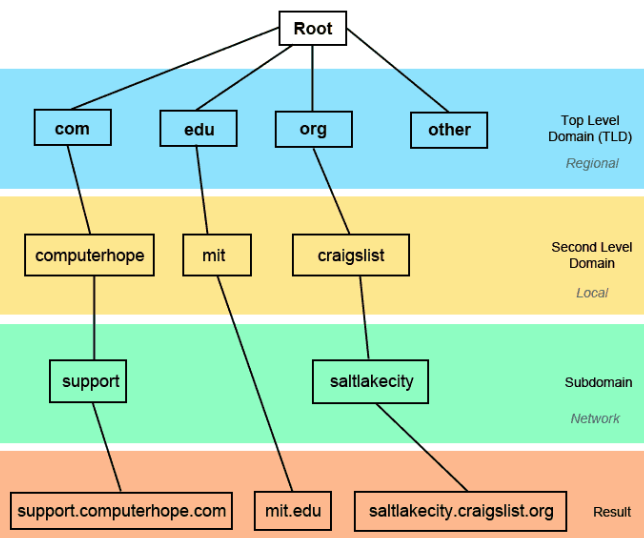 Root
com
edu
org
other
Top Level
Domain (TLD)
Regional
computerhope
mit
craigslist
Second Level
Domain
Local
support
saltlakecity
Subdomain
Network
support.computerhope.com
mit.edu
saltlakecity.craigslist.org
Result